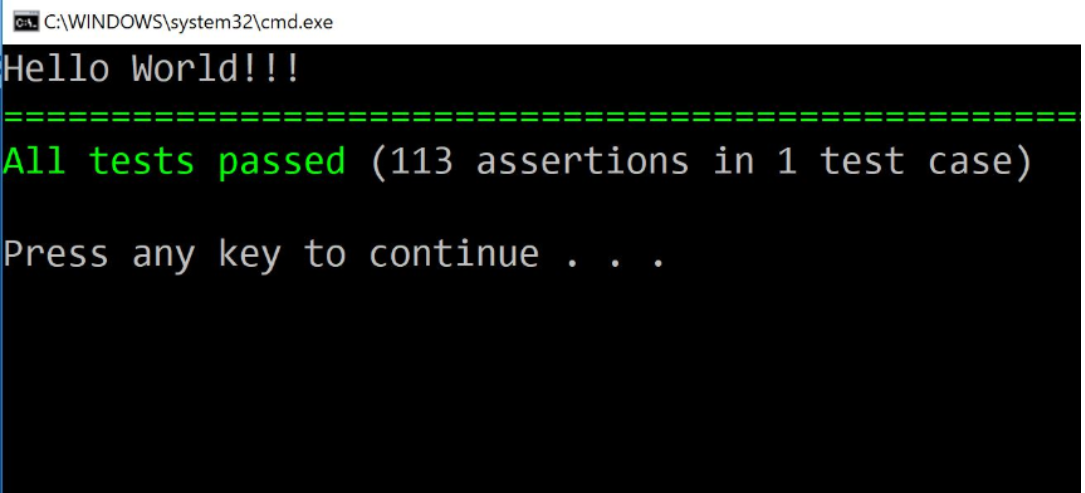 C:\WINDOWS\system32\cmd.exe
Hello World!!!
==================================================
All tests passed (113 assertions in 1 test case)
Press any key to continue . . .